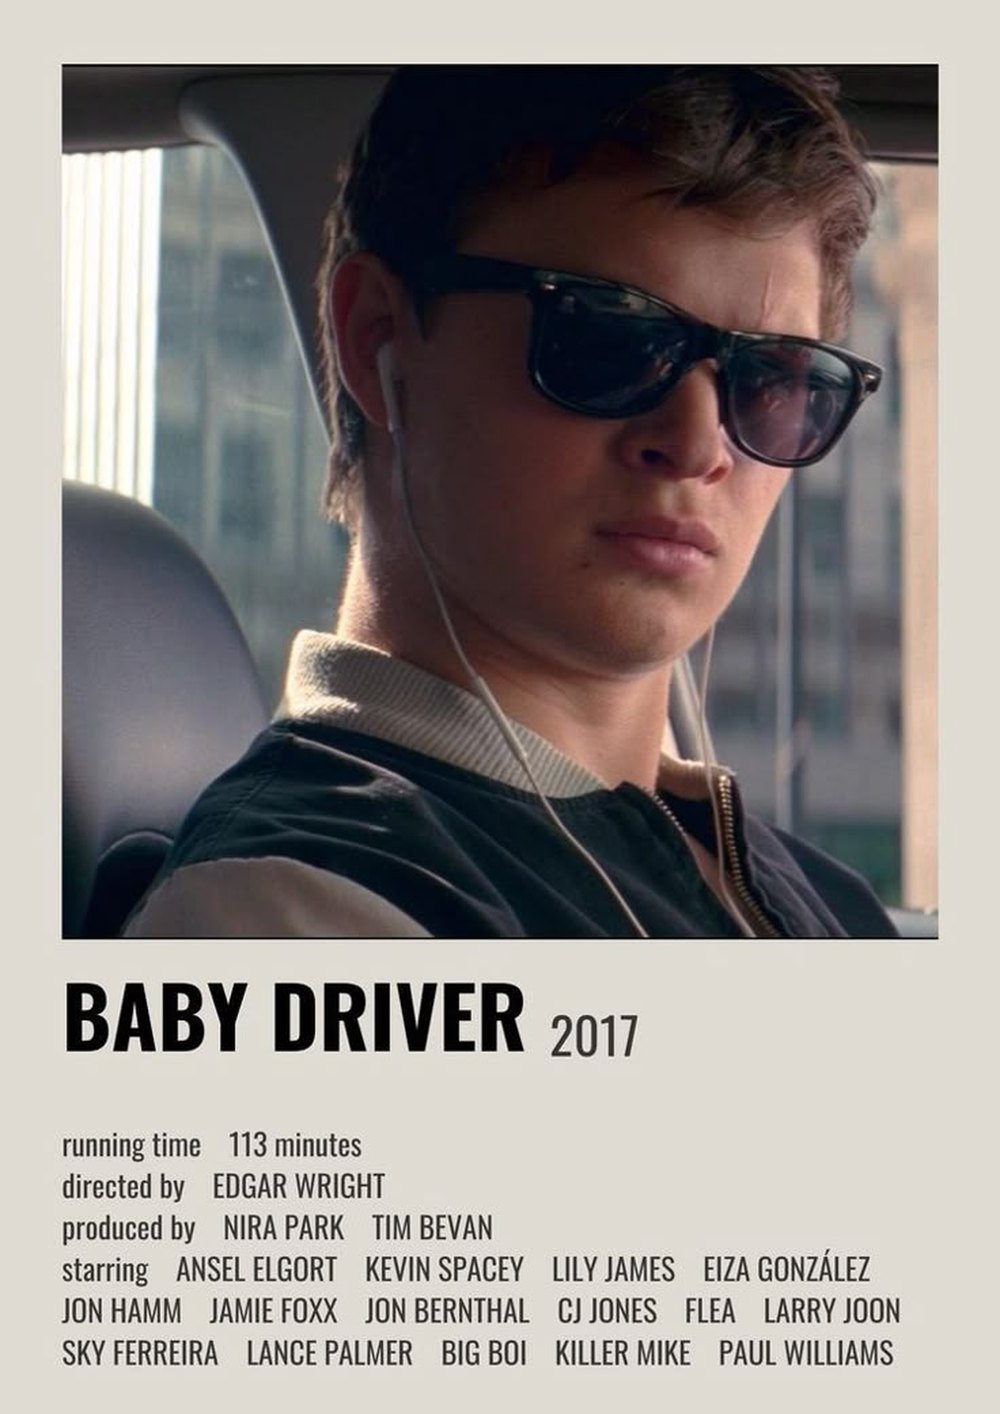 BABY DRIVER 2017
running time 113 minutes
directed by EDGAR WRIGHT
produced by NIRA PARK TIM BEVAN
starring ANSEL ELGORT KEVIN SPACEY LILY JAMES EIZA GONZÁLEZ
JON HAMM JAMIE FOXX JON BERNTHAL CJ JONES FLEA LARRY JOON
SKY FERREIRA LANCE PALMER BIG BOI KILLER MIKE PAUL WILLIAMS